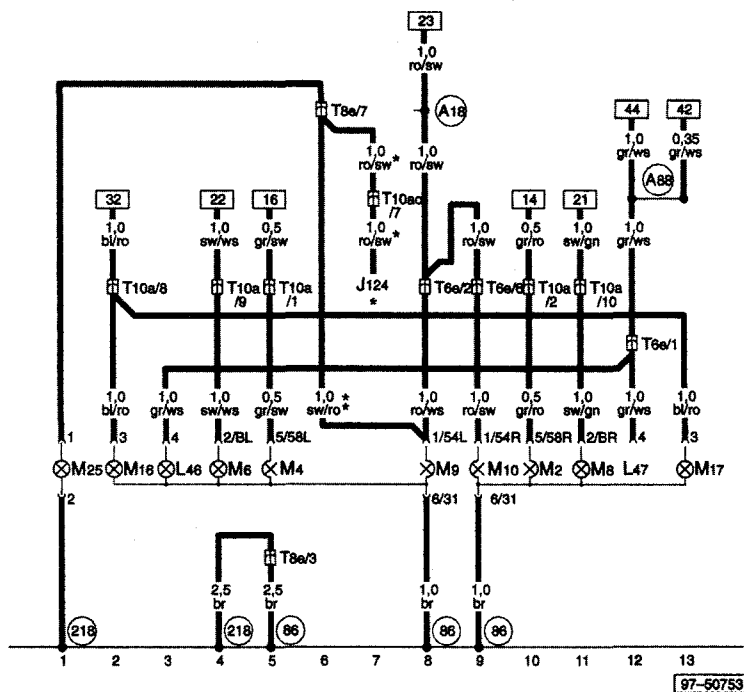 23
1,0
ro/sw
T8e/7
A18
44
42
1,0
ro/sw*
1,0
ro/sw
1,0
gr/ws
0,35
gr/ws
A88
T10ao
/7
32
22
16
14
21
1,0
bl/ro
1,0
sw/ws
0,5
gr/sw
1,0
ro/sw*
1,0
ro/sw
0,5
gr/ro
1,0
sw/gn
1,0
gr/ws
T10a/8
T10a
/9
T10a
/1
J124
*
T6e/2
T6e/6
T10a
/2
T10a
/10
T6e/1
1,0
bl/ro
1,0
gr/ws
1,0
sw/ws
0,5
gr/sw
1,0
sw/ro
*
*
1,0
ro/ws
1,0
ro/sw
0,5
gr/ro
1,0
sw/gn
1,0
gr/ws
1,0
bl/ro
1
3
4
2/BL
5/58L
1/54L
1/54R
5/58R
2/BR
4
3
M25
M16
L46
M6
M4
M9
M10
M2
M8
L47
M17
2
6/31
6/31
T8e/3
2,5
br
2,5
br
1,0
br
1,0
br
218
218
86
86
86
1 2 3 4 5 6 7 8 9 10 11 12 13
97-50753